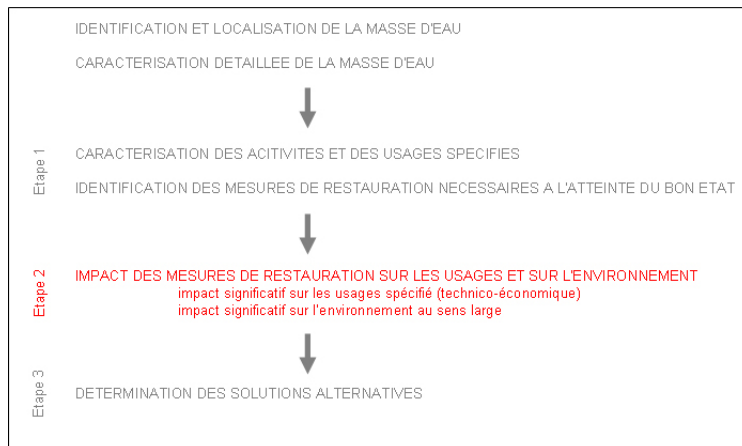 IDENTIFICATION ET LOCALISATION DE LA MASSE D'EAU
CARACTERISATION DETAILLEE DE LA MASSE D'EAU
Etape 1
CARACTERISATION DES ACITIVITES ET DES USAGES SPECIFIES
IDENTIFICATION DES MESURES DE RESTAURATION NECESSAIRES A L'ATTEINTE DU BON ETAT
Etape 2
IMPACT DES MESURES DE RESTAURATION SUR LES USAGES ET SUR L'ENVIRONNEMENT
impact significatif sur les usages spécifié (technico-économique)
impact significatif sur l'environnement au sens large
Etape 3
DETERMINATION DES SOLUTIONS ALTERNATIVES